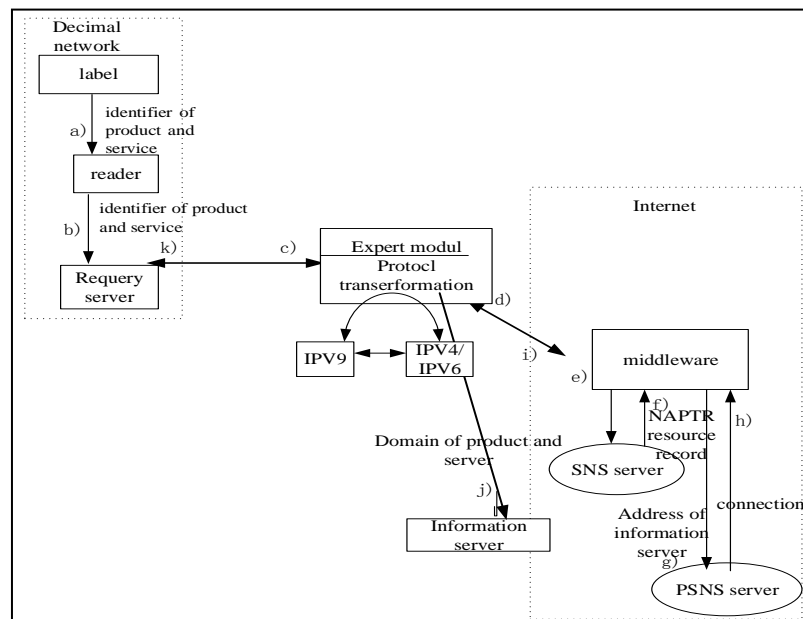 Decimal
network
label
a)
identifier of
product and
service
reader
b)
identifier of product
and service
k)
c)
Requery
server
Expert modul
Protocl
transerformation
d)
IPV9
IPV4/
IPV6
i)
Internet
middleware
e)
f)
NAPTR
resource
record
h)
SNS server
Domain of product and
server
j)
Information
server
Address of
information
server
connection
g)
PSNS server